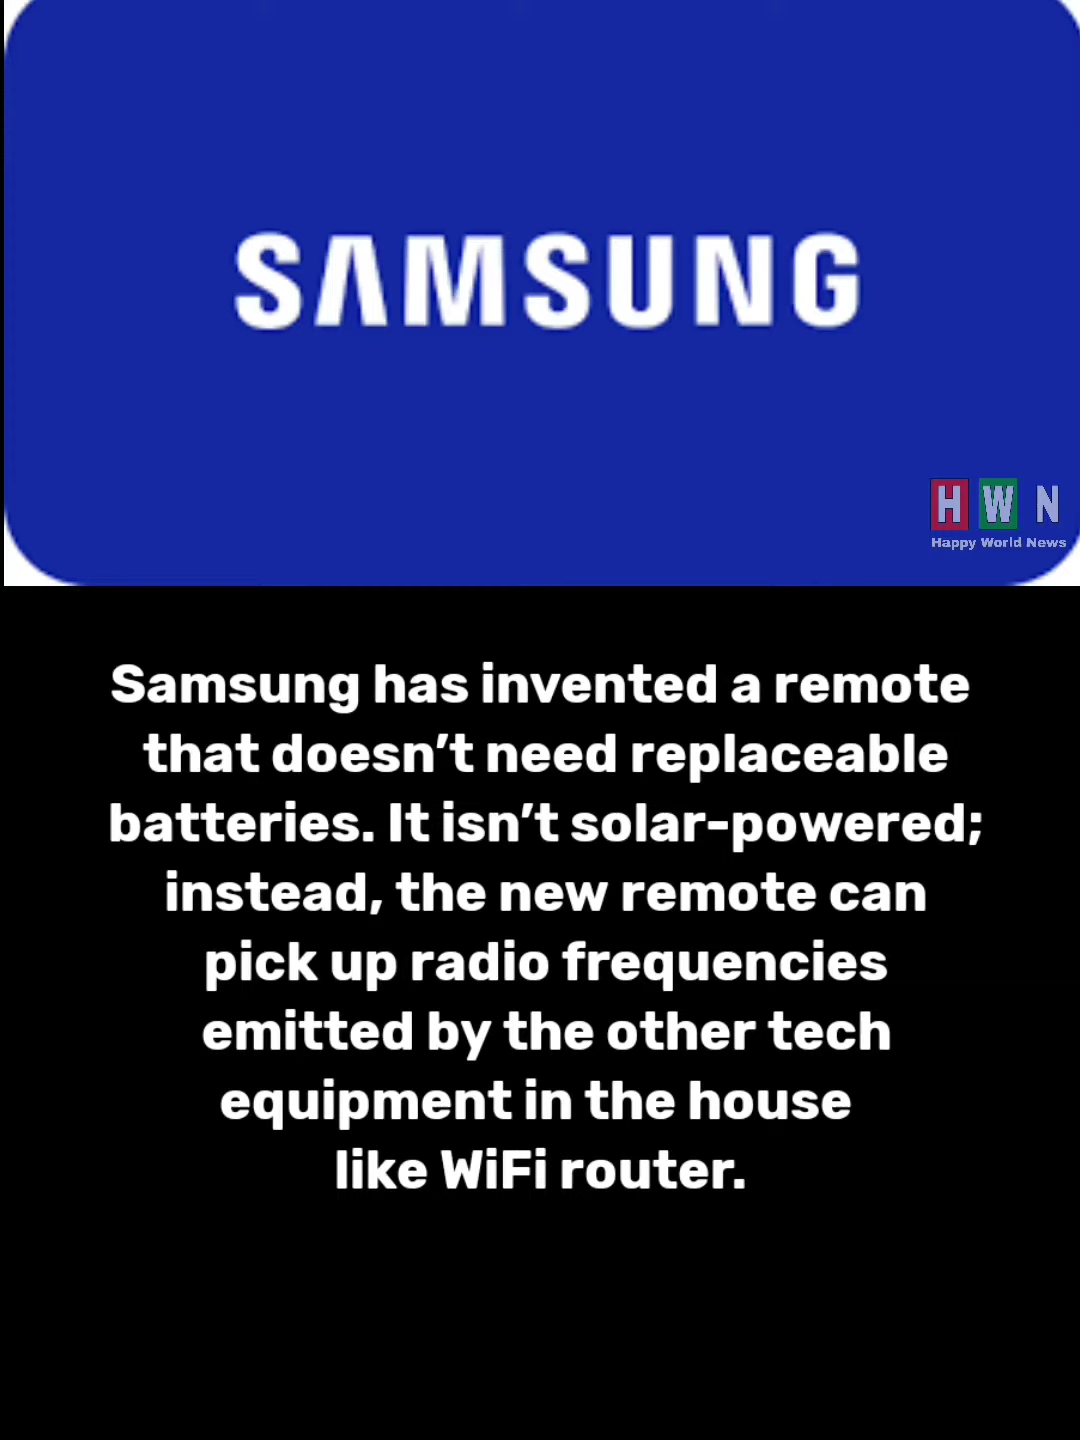 SAMSUNG
H W N
Happy World News
Samsung has invented a remote
that doesn’t need replaceable
batteries. It isn’t solar-powered;
instead, the new remote can
pick up radio frequencies
emitted by the other tech
equipment in the house
like WiFi router.